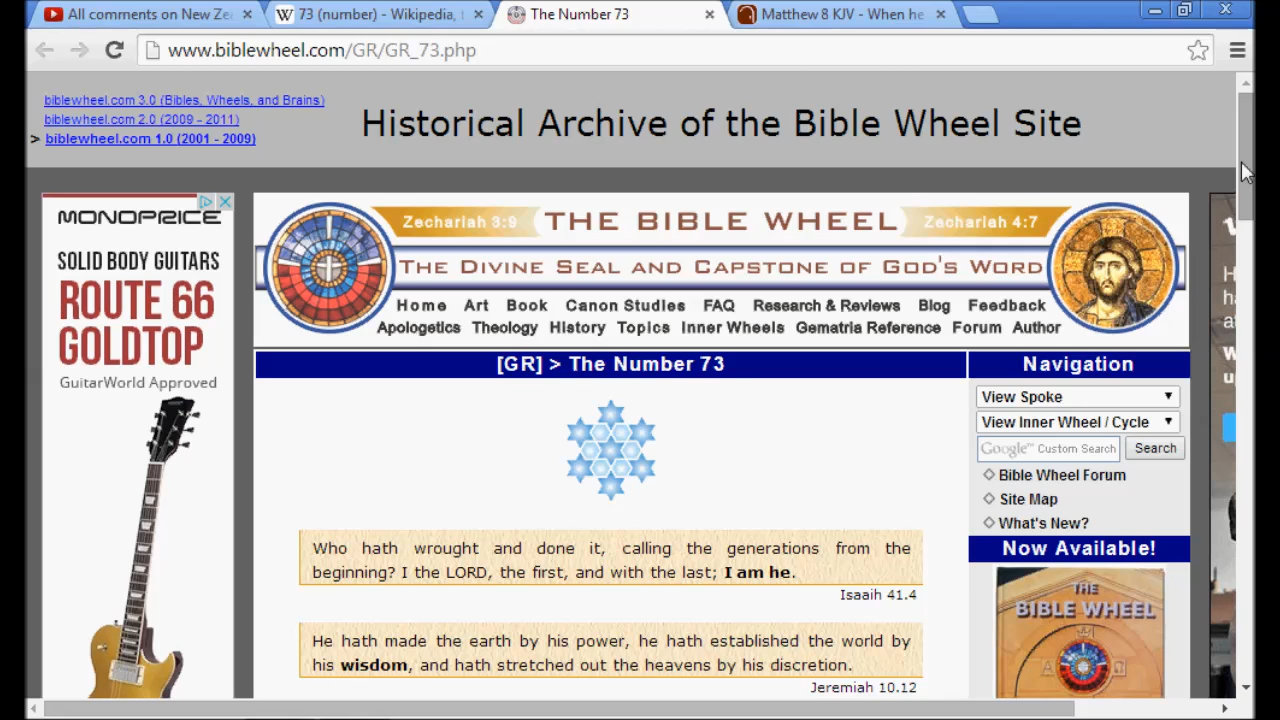 All comments on New Ze
73 (number) - Wikipedia, t
The Number 73
Matthew 8 KJV - When he
www.biblewheel.com/GR/GR_73.php
biblewheel.com 3.0 (Bibles, Wheels, and Brains)
biblewheel.com 2.0 (2009 - 2011)
> biblewheel.com 1.0 (2001 - 2009)
Historical Archive of the Bible Wheel Site
MONOPRICE
SOLID BODY GUITARS
ROUTE 66
GOLDTOP
GuitarWorld Approved
Zechariah 3:9
THE BIBLE WHEEL
Zechariah 4:7
THE DIVINE SEAL AND CAPSTONE OF GOD'S WORD
Home Art Book Canon Studies FAQ Research & Reviews Blog Feedback
Apologetics Theology History Topics Inner Wheels Gematria Reference Forum Author
[GR] > The Number 73
Who hath wrought and done it, calling the generations from the
beginning? I the LORD, the first, and with the last; I am he.
Isaaih 41.4
He hath made the earth by his power, he hath established the world by
his wisdom, and hath stretched out the heavens by his discretion.
Jeremiah 10.12
Navigation
View Spoke
View Inner Wheel / Cycle
Google™ Custom Search
Search
Bible Wheel Forum
Site Map
What's New?
Now Available!
THE
BIBLE WHEEL